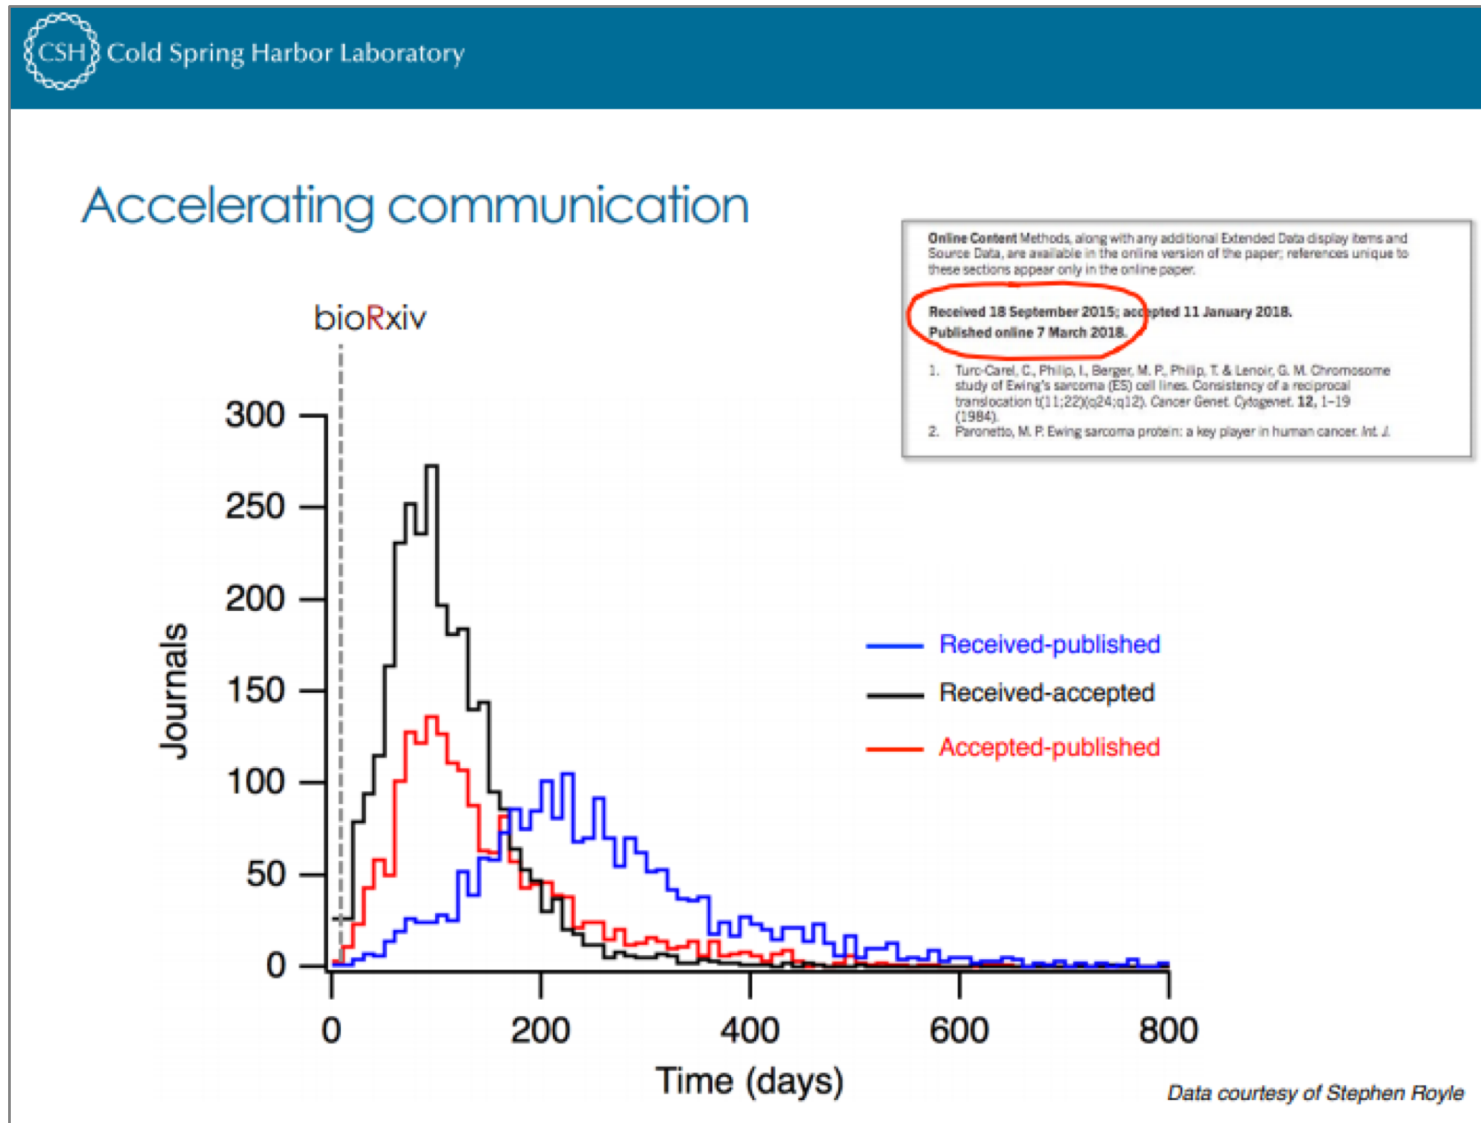 CSH Cold Spring Harbor Laboratory
Accelerating communication
Online Content Methods, along with any additional Extended Data display items and
Source Data, are available in the online version of the paper; references unique to
these sections appear only in the online paper.
Received 18 September 2015; accepted 11 January 2018.
Published online 7 March 2018.
1. Turc-Carel, C., Philip, I., Berger, M. P., Philip, T. & Lenoir, G. M. Chromosome
study of Ewing's sarcoma (ES) cell lines. Consistency of a reciprocal
translocation t(11;22)(q24;q12). Cancer Genet. Cytogenet. 12, 1–19
(1984).
2. Paronetto, M. P. Ewing sarcoma protein: a key player in human cancer. Int. J.
bioRxiv
300
250
200
150
100
50
0
Journals
Received-published
Received-accepted
Accepted-published
0 200 400 600 800
Time (days)
Data courtesy of Stephen Royle